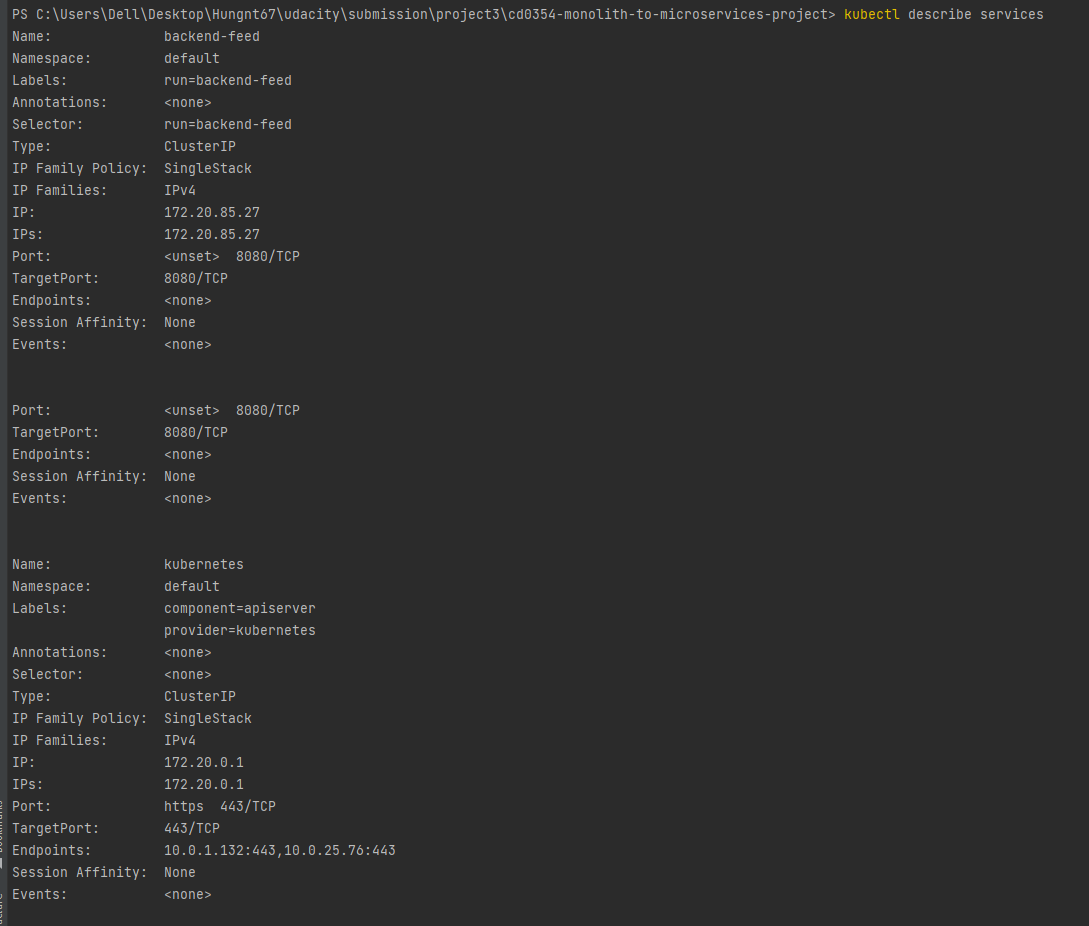 PS C:\Users\Dell\Desktop\Hungnt67\udacity\submission\project3\cd0354-monolith-to-microservices-project> kubectl describe services
Name:              backend-feed
Namespace:         default
Labels:            run=backend-feed
Annotations:       <none>
Selector:          run=backend-feed
Type:              ClusterIP
IP Family Policy:  SingleStack
IP Families:       IPv4
IP:                172.20.85.27
IPs:               172.20.85.27
Port:              <unset>  8080/TCP
TargetPort:        8080/TCP
Endpoints:         <none>
Session Affinity:  None
Events:            <none>
Port:              <unset>  8080/TCP
TargetPort:        8080/TCP
Endpoints:         <none>
Session Affinity:  None
Events:            <none>
Name:              kubernetes
Namespace:         default
Labels:            component=apiserver
                   provider=kubernetes
Annotations:       <none>
Selector:          <none>
Type:              ClusterIP
IP Family Policy:  SingleStack
IP Families:       IPv4
IP:                172.20.0.1
IPs:               172.20.0.1
Port:              https  443/TCP
TargetPort:        443/TCP
Endpoints:         10.0.1.132:443,10.0.25.76:443
Session Affinity:  None
Events:            <none>